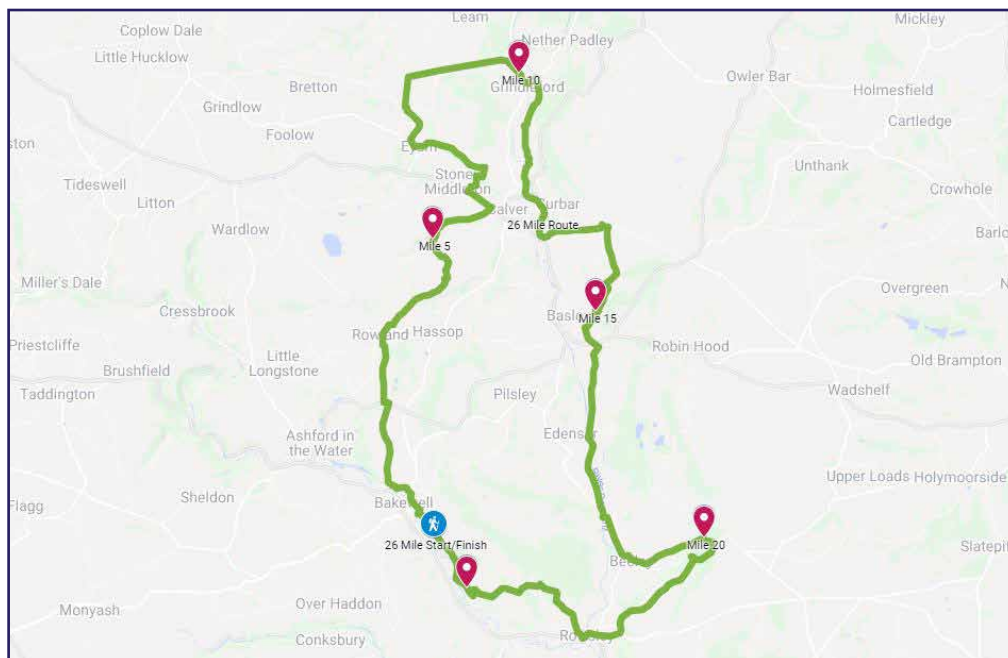 Leam
Mickley
Coplow Dale
Nether Padley
Little Hucklow
Owler Bar
Mile 10
Bretton
Holmesfield
Grindlow
Cartledge
Foolow
Eyam
Unthank
Stoney
Middleton
Tideswell
Litton
Crowhole
Calver
Curbar
26 Mile Route
Wardlow
Mile 5
Miller's Dale
Overgreen
Cressbrook
Mile 15
Rowland
Hassop
Robin Hood
Priestcliffe
Little
Longstone
Old Brampton
Brushfield
Taddington
Pilsley
Wadshelf
Ashford in
the Water
Edensor
Upper Loads
Holymoorside
Flagg
Sheldon
Bakewell
26 Mile Start/Finish
Mile 20
Monyash
Over Haddon
Rowsley
Conksbury